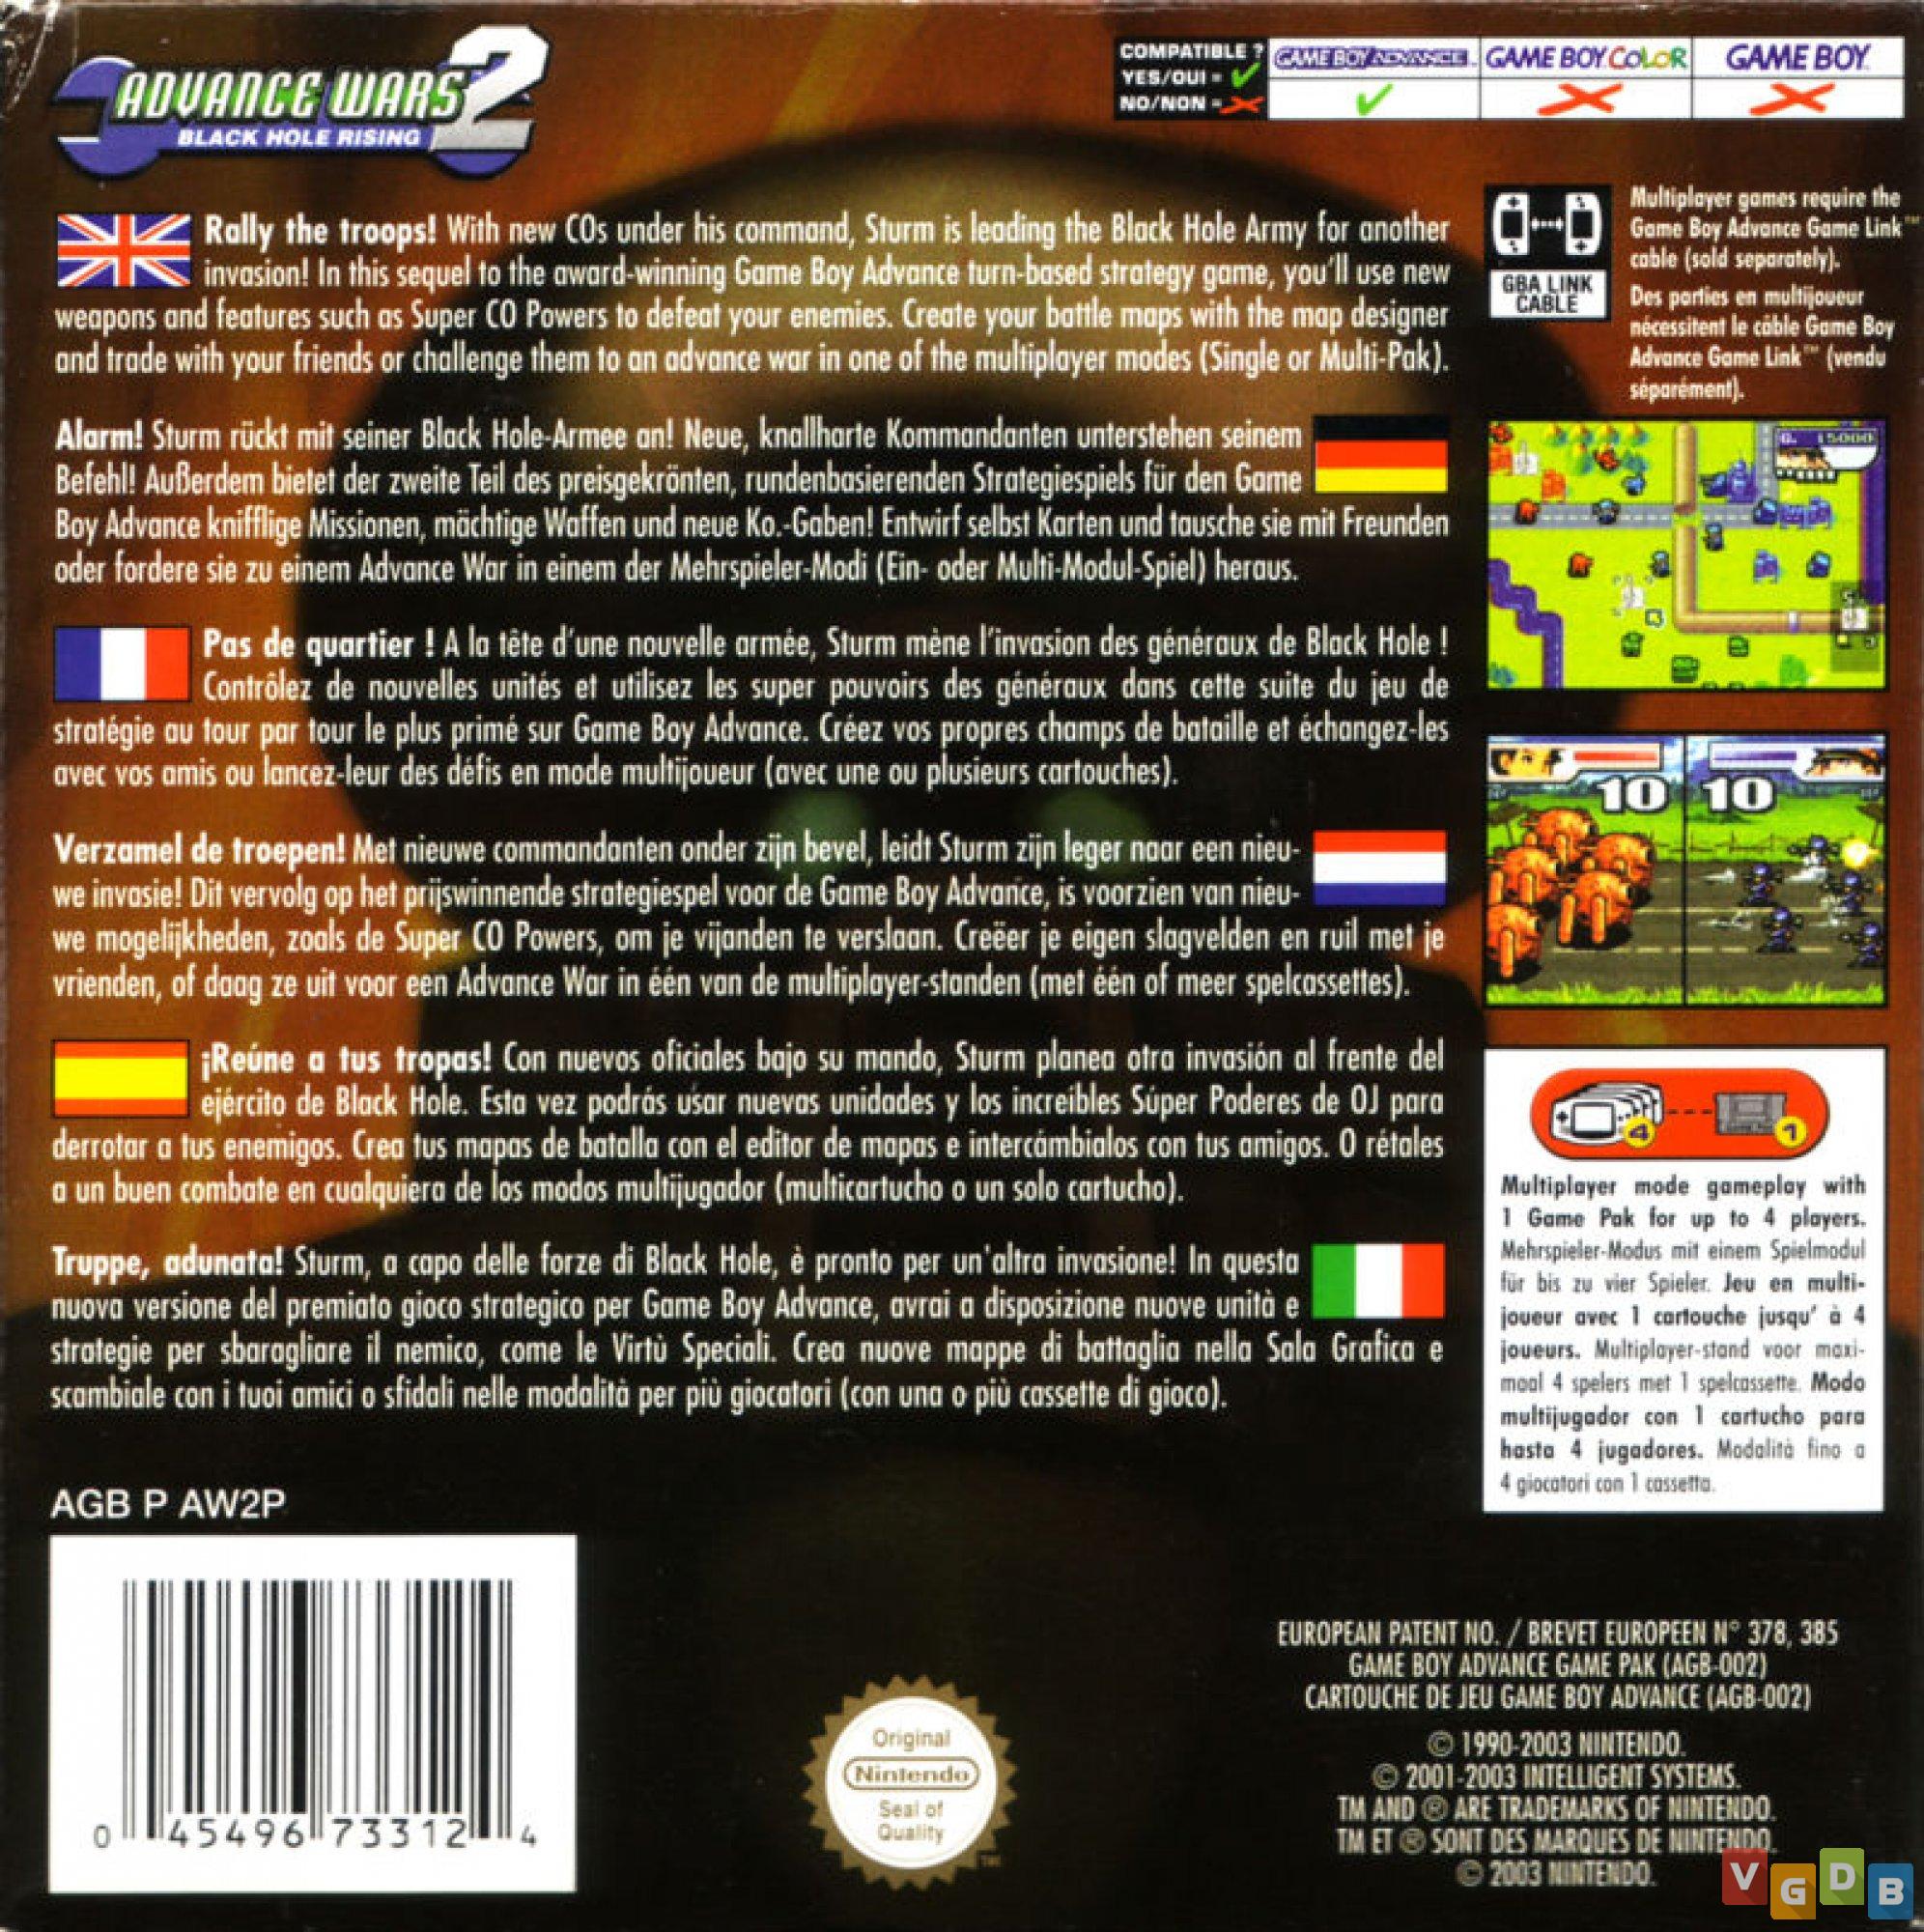 ADVANCE WARS 2
BLACK HOLE RISING
COMPATIBLE ?
YES/OUI =
NO/NON =
GAME BOY ADVANCE
GAME BOY COLOR
GAME BOY
Rally the troops! With new COs under his command, Sturm is leading the Black Hole Army for another
invasion! In this sequel to the award-winning Game Boy Advance turn-based strategy game, you'll use new
weapons and features such as Super CO Powers to defeat your enemies. Create your battle maps with the map designer
and trade with your friends or challenge them to an advance war in one of the multiplayer modes (Single or Multi-Pak).
Alarm! Sturm rückt mit seiner Black Hole-Armee an! Neue, knallharte Kommandanten unterstehen seinem
Befehl! Außerdem bietet der zweite Teil des preisgekrönten, rundenbasierenden Strategiespiels für den Game
Boy Advance knifflige Missionen, mächtige Waffen und neue Ko.-Gaben! Entwirf selbst Karten und tausche sie mit Freunden
oder fordere sie zu einem Advance War in einem der Mehrspieler-Modi (Ein- oder Multi-Modul-Spiel) heraus.
Pas de quartier ! A la tête d'une nouvelle armée, Sturm mène l'invasion des généraux de Black Hole !
Contrôlez de nouvelles unités et utilisez les super pouvoirs des généraux dans cette suite du jeu de
stratégie au tour par tour le plus primé sur Game Boy Advance. Créez vos propres champs de bataille et échangez-les
avec vos amis ou lancez-leur des défis en mode multijoueur (avec une ou plusieurs cartouches).
Verzamel de troepen! Met nieuwe commandanten onder zijn bevel, leidt Sturm zijn leger naar een nieu-
we invasie! Dit vervolg op het prijswinnende strategiespel voor de Game Boy Advance, is voorzien van nieu-
we mogelijkheden, zoals de Super CO Powers, om je vijanden te verslaan. Creëer je eigen slagvelden en ruil met je
vrienden, of daag ze uit voor een Advance War in één van de multiplayer-standen (met één of meer spelcassettes).
¡Reúne a tus tropas! Con nuevos oficiales bajo su mando, Sturm planea otra invasión al frente del
ejército de Black Hole. Esta vez podrás usar nuevas unidades y los increíbles Súper Poderes de OJ para
derrotar a tus enemigos. Crea tus mapas de batalla con el editor de mapas e intercámbialos con tus amigos. O rétales
a un buen combate en cualquiera de los modos multijugador (multicartucho o un solo cartucho).
Truppe, adunata! Sturm, a capo delle forze di Black Hole, è pronto per un'altra invasione! In questa
nuova versione del premiato gioco strategico per Game Boy Advance, avrai a disposizione nuove unità e
strategie per sbaragliare il nemico, come le Virtù Speciali. Crea nuove mappe di battaglia nella Sala Grafica e
scambiale con i tuoi amici o sfidali nelle modalità per più giocatori (con una o più cassette di gioco).
GBA LINK
CABLE
Multiplayer games require the
Game Boy Advance Game Link™
cable (sold separately).
Des parties en multijoueur
nécessitent le câble Game Boy
Advance Game Link™ (vendu
séparément).
G. 15000
10
10
4
1
Multiplayer mode gameplay with
1 Game Pak for up to 4 players.
Mehrspieler-Modus mit einem Spielmodul
für bis zu vier Spieler. Jeu en multi-
joueur avec 1 cartouche jusqu' à 4
joueurs. Multiplayer-stand voor maxi-
maal 4 spelers met 1 spelcassette. Modo
multijugador con 1 cartucho para
hasta 4 jugadores. Modalità fino a
4 giocatori con 1 cassetta.
AGB P AW2P
0 45496 73312 4
Original
Nintendo
Seal of
Quality
TM
EUROPEAN PATENT NO. / BREVET EUROPEEN N° 378, 385
GAME BOY ADVANCE GAME PAK (AGB-002)
CARTOUCHE DE JEU GAME BOY ADVANCE (AGB-002)
© 1990-2003 NINTENDO.
© 2001-2003 INTELLIGENT SYSTEMS.
TM AND ® ARE TRADEMARKS OF NINTENDO.
TM ET ® SONT DES MARQUES DE NINTENDO.
© 2003 NINTENDO.
VGDB